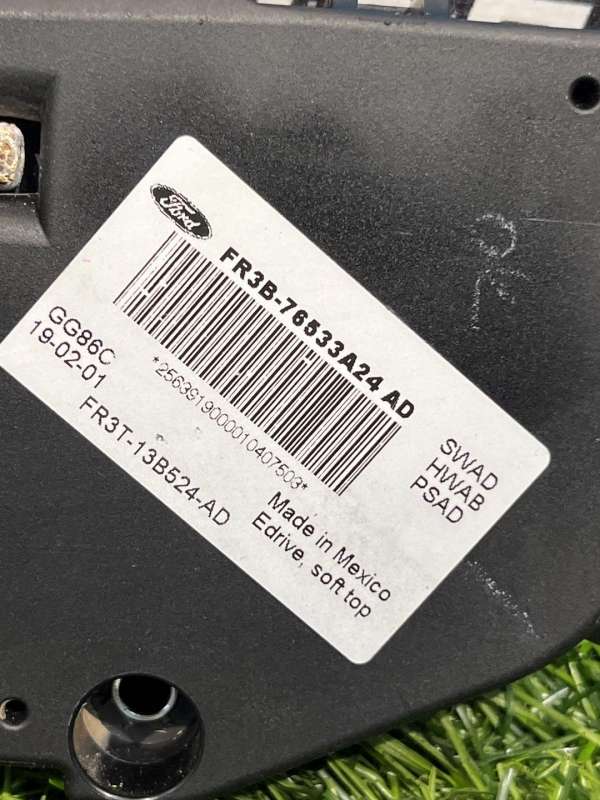 Ford
FR3B-76533A24 AD
*2563919000010407503*
GG86C
19-02-01
FR3T-13B524-AD
Made in Mexico
Edrive, soft top
SWAD
HWAB
PSAD